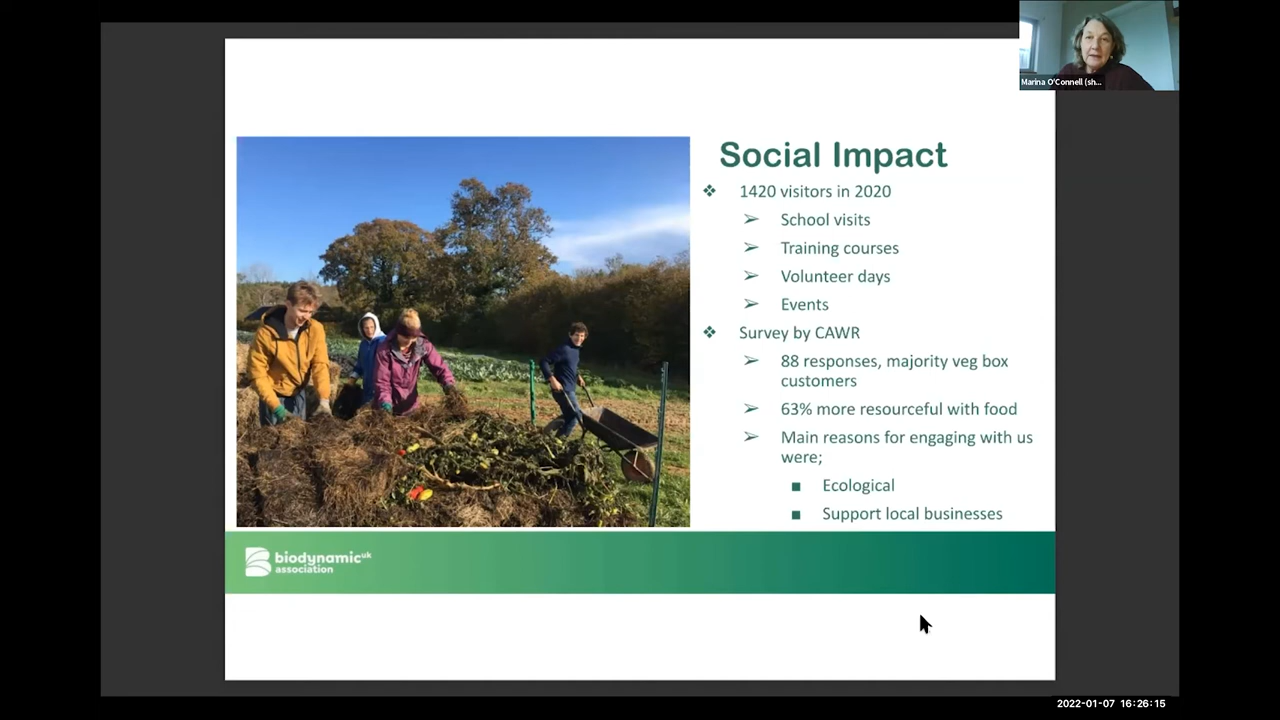 Marina O'Connell (sh...
Social Impact
❖ 1420 visitors in 2020
➢ School visits
➢ Training courses
➢ Volunteer days
➢ Events
❖ Survey by CAWR
➢ 88 responses, majority veg box
customers
➢ 63% more resourceful with food
➢ Main reasons for engaging with us
were;
■ Ecological
■ Support local businesses
biodynamic uk
association
2022-01-07 16:26:15